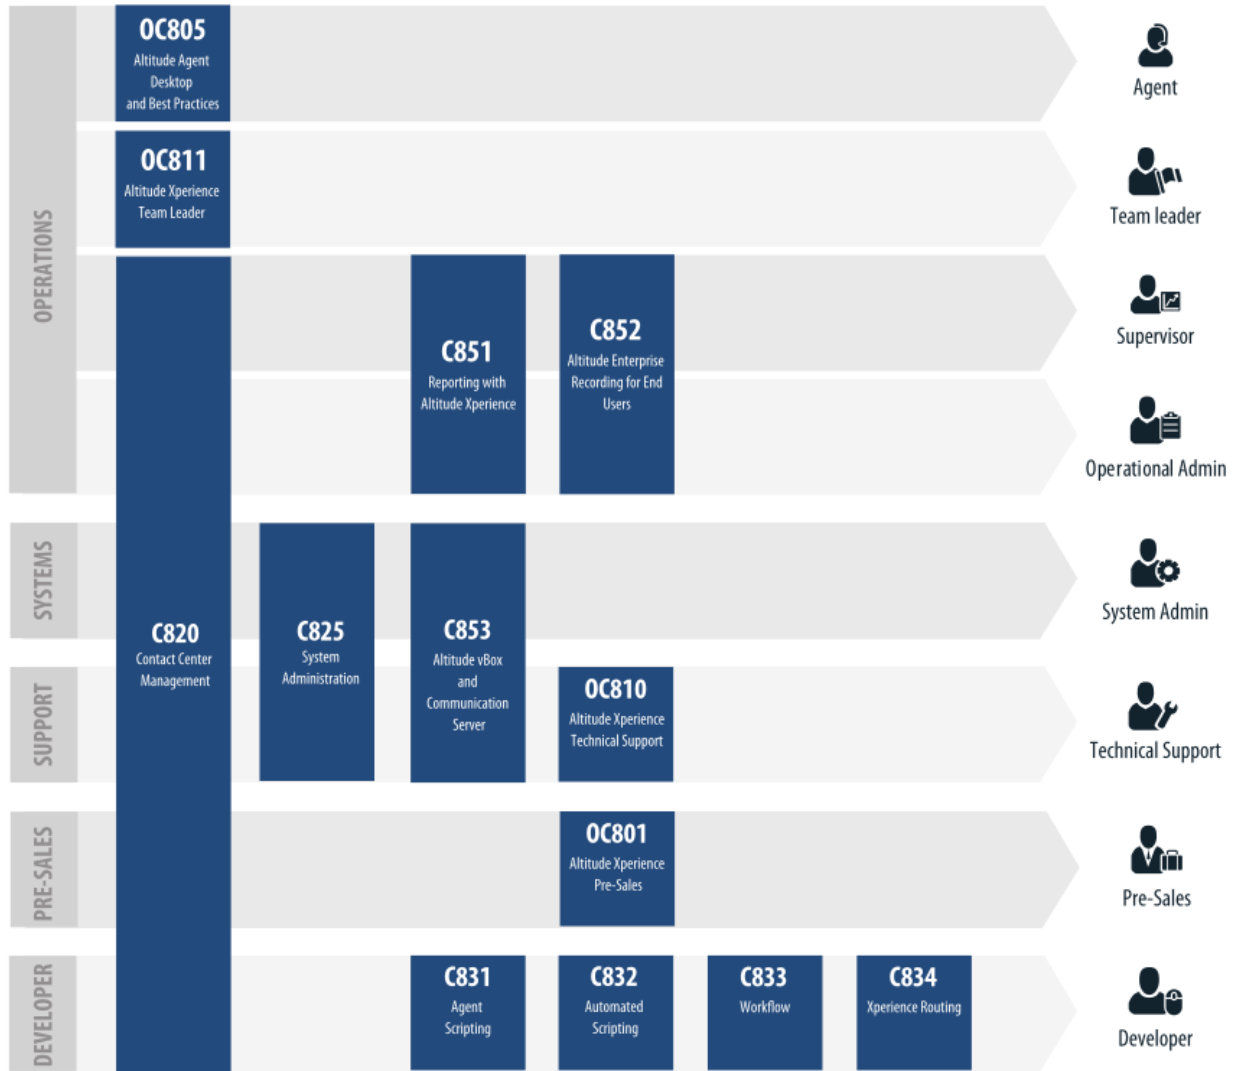 OPERATIONS
OC805
Altitude Agent
Desktop
and Best Practices
Agent
OC811
Altitude Xperience
Team Leader
Team leader
C851
Reporting with
Altitude Xperience
C852
Altitude Enterprise
Recording for End
Users
Supervisor
Operational Admin
SYSTEMS
C820
Contact Center
Management
C825
System
Administration
C853
Altitude vBox
and
Communication
Server
System Admin
SUPPORT
OC810
Altitude Xperience
Technical Support
Technical Support
PRE-SALES
OC801
Altitude Xperience
Pre-Sales
Pre-Sales
DEVELOPER
C831
Agent
Scripting
C832
Automated
Scripting
C833
Workflow
C834
Xperience Routing
Developer